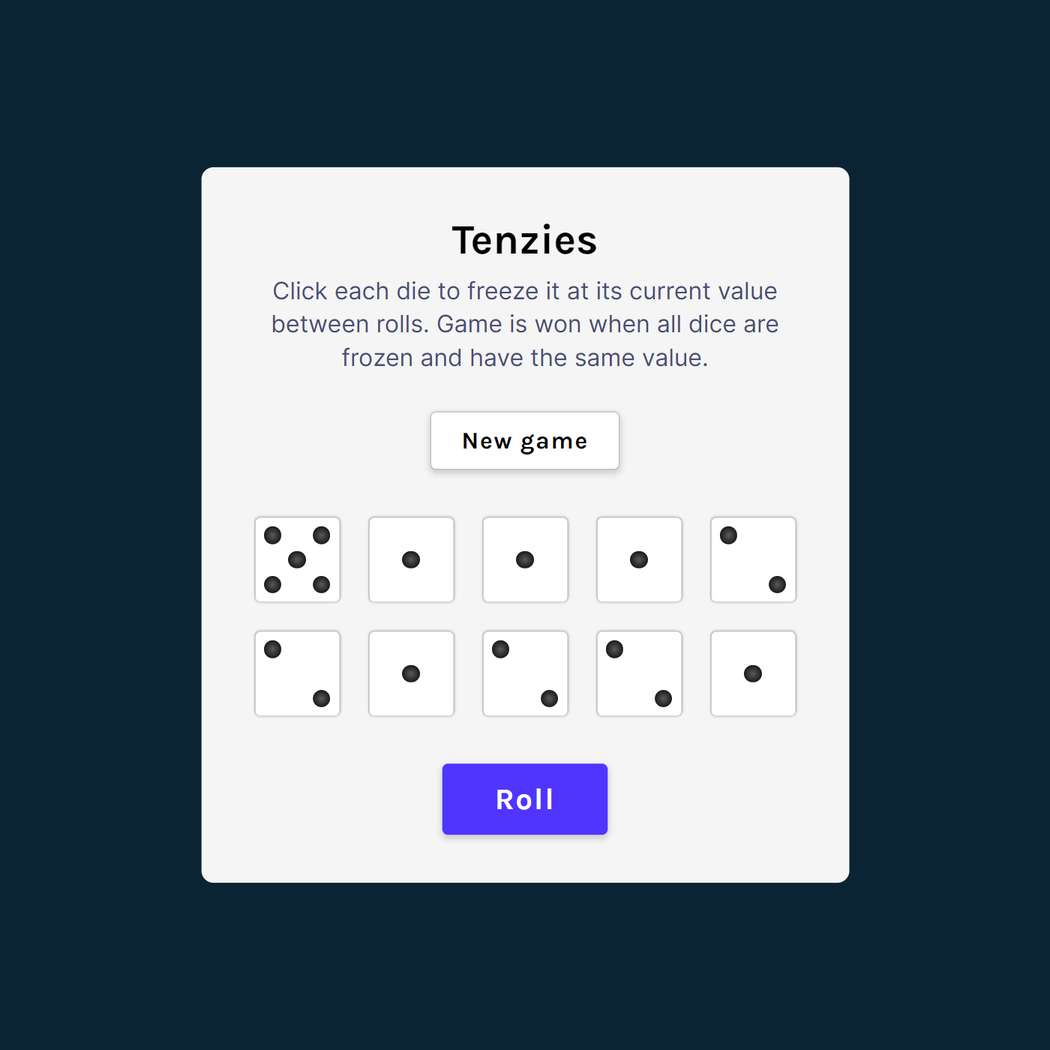 Tenzies
Click each die to freeze it at its current value
between rolls. Game is won when all dice are
frozen and have the same value.
New game
Roll